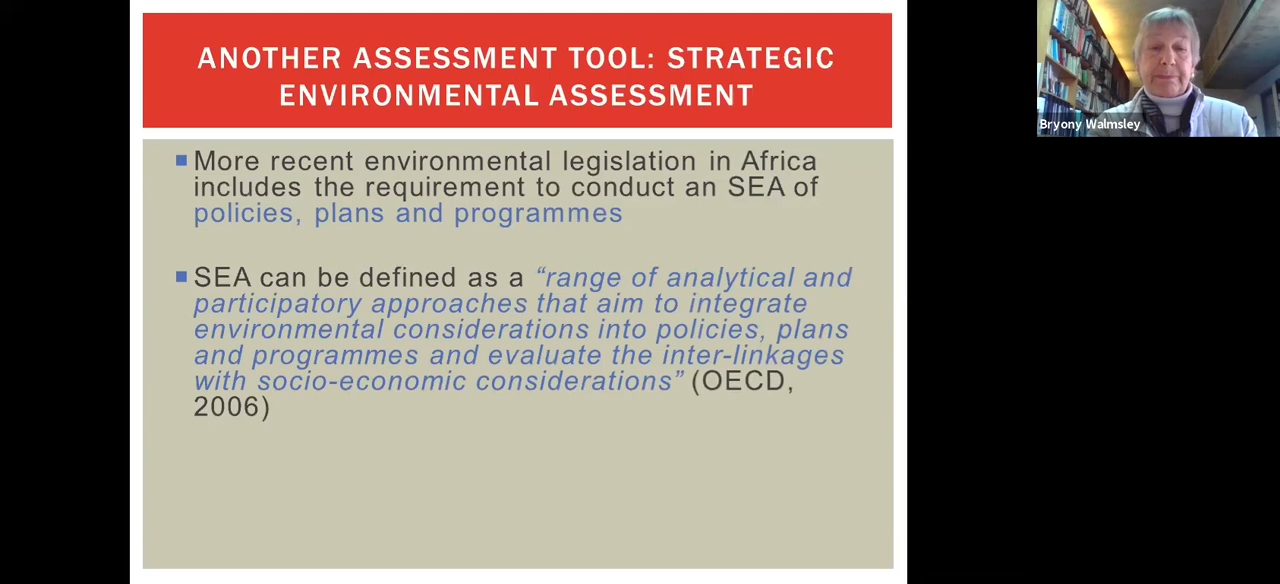 ANOTHER ASSESSMENT TOOL: STRATEGIC
ENVIRONMENTAL ASSESSMENT
Bryony Walmsley
More recent environmental legislation in Africa
includes the requirement to conduct an SEA of
policies, plans and programmes
SEA can be defined as a “range of analytical and
participatory approaches that aim to integrate
environmental considerations into policies, plans
and programmes and evaluate the inter-linkages
with socio-economic considerations” (OECD,
2006)